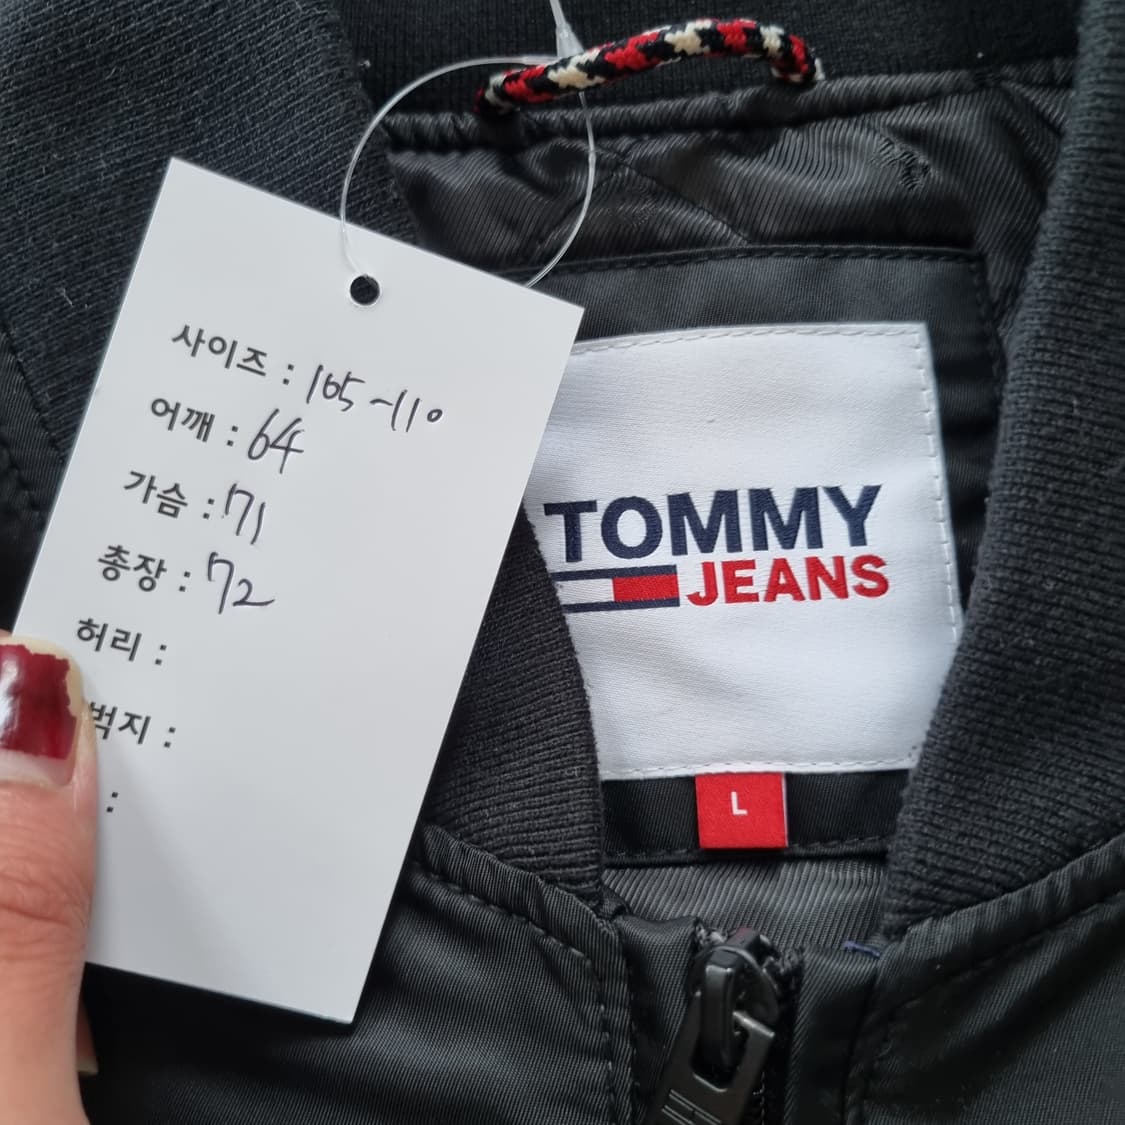 사이즈 : 105~110
어깨 : 64
가슴 : 71
총장 : 72
허리 :
벅지 :
:
TOMMY
JEANS
L